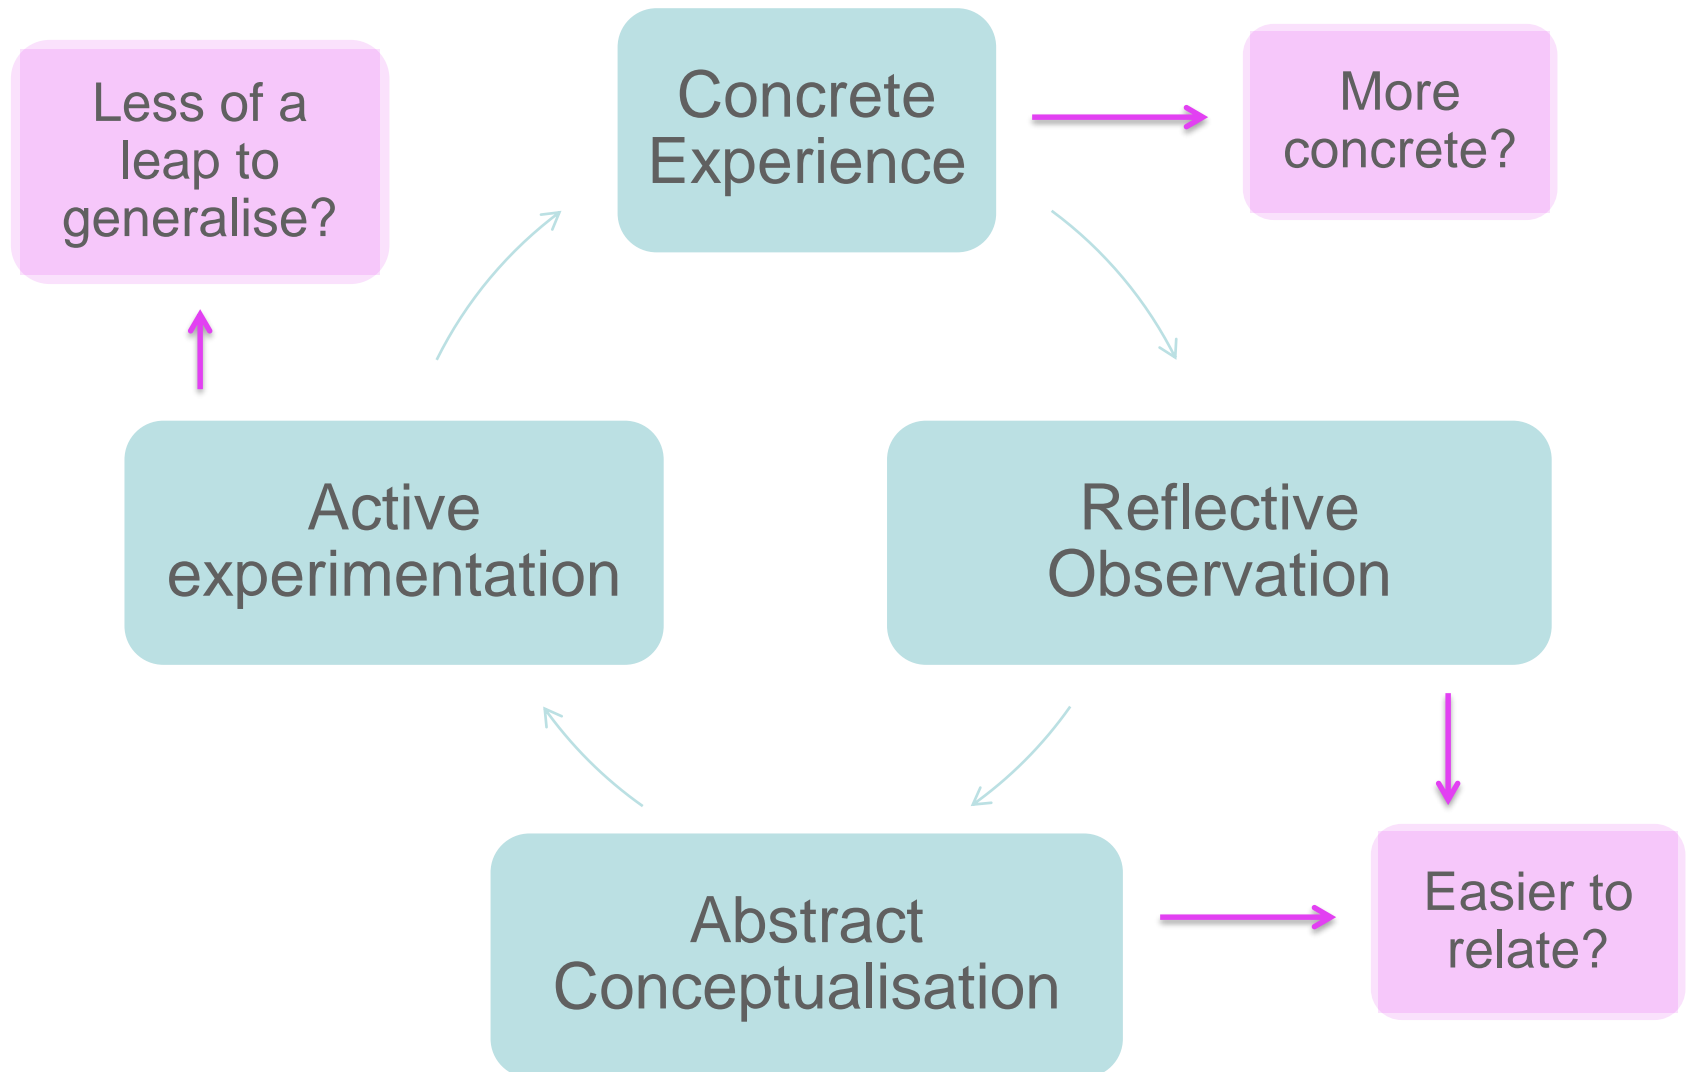 Less of a
leap to
generalise?
Concrete
Experience
More
concrete?
Active
experimentation
Reflective
Observation
Abstract
Conceptualisation
Easier to
relate?